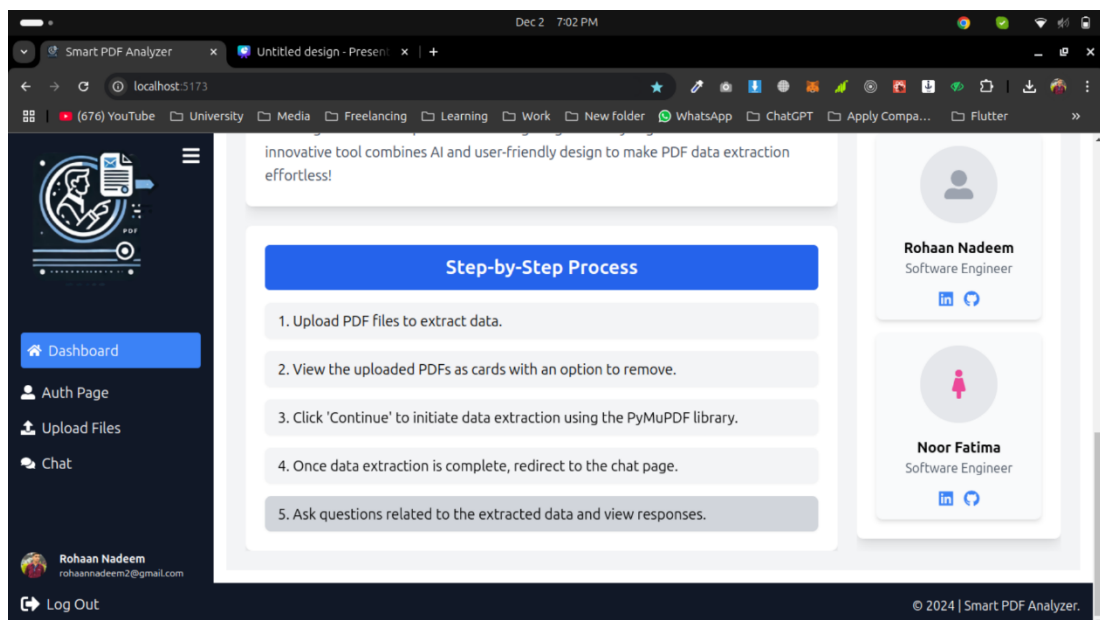 Dec 2 7:02 PM
Smart PDF Analyzer
Untitled design - Present
localhost:5173
(676) YouTube
University
Media
Freelancing
Learning
Work
New folder
WhatsApp
ChatGPT
Apply Compa...
Flutter
PDF
Dashboard
Auth Page
Upload Files
Chat
Rohaan Nadeem
rohaannadeem2@gmail.com
Log Out
innovative tool combines AI and user-friendly design to make PDF data extraction
effortless!
Step-by-Step Process
1. Upload PDF files to extract data.
2. View the uploaded PDFs as cards with an option to remove.
3. Click 'Continue' to initiate data extraction using the PyMuPDF library.
4. Once data extraction is complete, redirect to the chat page.
5. Ask questions related to the extracted data and view responses.
Rohaan Nadeem
Software Engineer
Noor Fatima
Software Engineer
© 2024 | Smart PDF Analyzer.